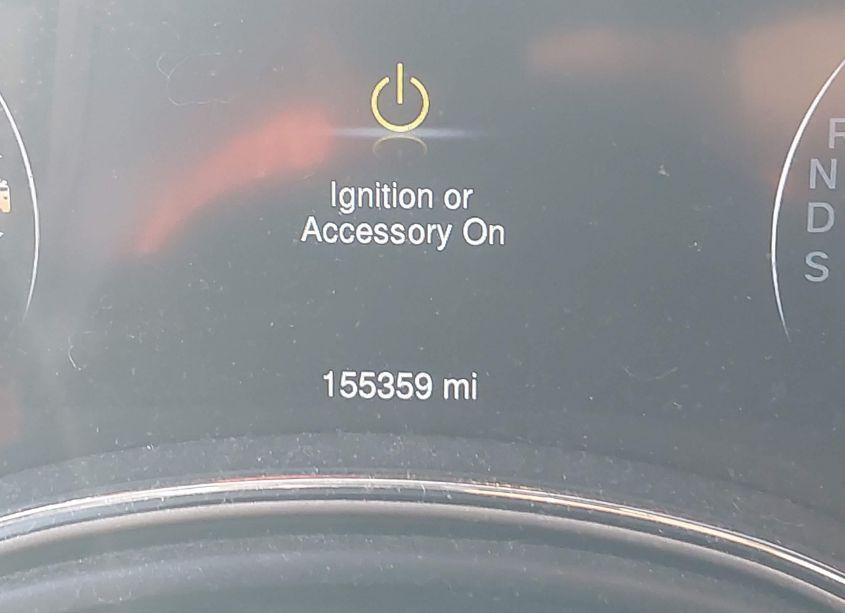 Ignition or
Accessory On
R
N
D
S
155359 mi